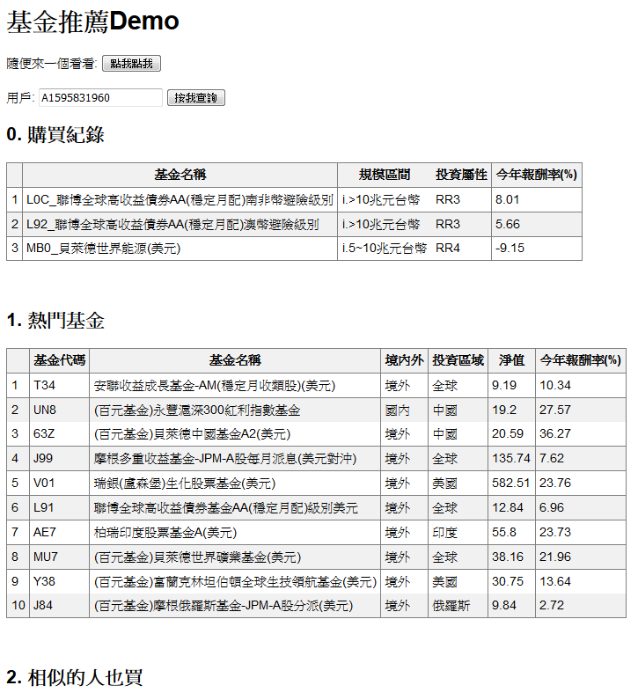 基金推薦Demo
隨便來一個看看: 點我點我
用戶: A1595831960 按我查詢
0. 購買紀錄
基金名稱 規模區間 投資屬性 今年報酬率(%)
1 L0C_聯博全球高收益債券AA(穩定月配)南非幣避險級別 i.>10兆元台幣 RR3 8.01
2 L92_聯博全球高收益債券AA(穩定月配)澳幣避險級別 i.>10兆元台幣 RR3 5.66
3 MB0_貝萊德世界能源(美元) i.5~10兆元台幣 RR4 -9.15
1. 熱門基金
基金代碼 基金名稱 境內外 投資區域 淨值 今年報酬率(%)
1 T34 安聯收益成長基金-AM(穩定月收類股)(美元) 境外 全球 9.19 10.34
2 UN8 (百元基金)永豐滬深300紅利指數基金 國內 中國 19.2 27.57
3 63Z (百元基金)貝萊德中國基金A2(美元) 境外 中國 20.59 36.27
4 J99 摩根多重收益基金-JPM-A股每月派息(美元對沖) 境外 全球 135.74 7.62
5 V01 瑞銀(盧森堡)生化股票基金(美元) 境外 美國 582.51 23.76
6 L91 聯博全球高收益債券基金AA(穩定月配)級別美元 境外 全球 12.84 6.96
7 AE7 柏瑞印度股票基金A(美元) 境外 印度 55.8 23.73
8 MU7 (百元基金)貝萊德世界礦業基金(美元) 境外 全球 38.16 21.96
9 Y38 (百元基金)富蘭克林坦伯頓全球生技領航基金(美元) 境外 美國 30.75 13.64
10 J84 (百元基金)摩根俄羅斯基金-JPM-A股分派(美元) 境外 俄羅斯 9.84 2.72
2. 相似的人也買